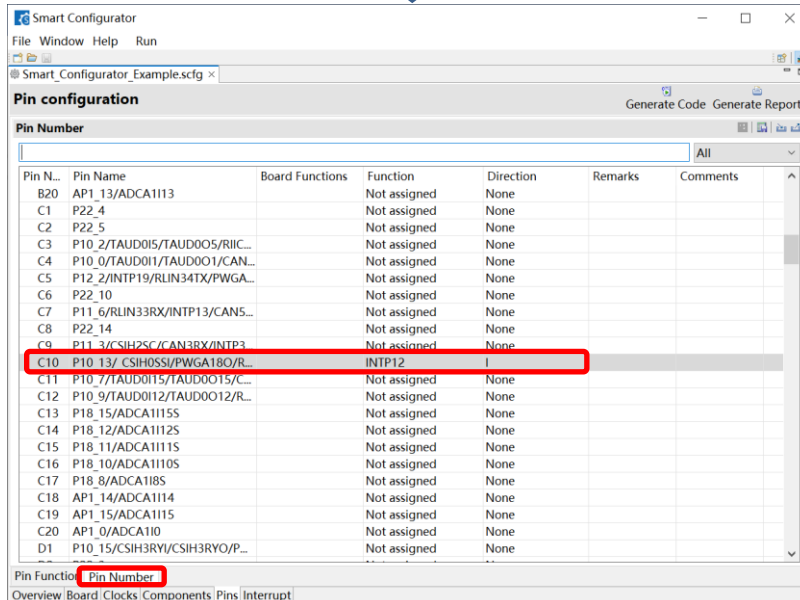 Smart Configurator
File Window Help Run
Smart_Configurator_Example.scfg
Pin configuration
Generate Code Generate Report
Pin Number
All
Pin N... Pin Name Board Functions Function Direction Remarks Comments
B20 AP1_13/ADCA1I13 Not assigned None
C1 P22_4 Not assigned None
C2 P22_5 Not assigned None
C3 P10_2/TAUD0I5/TAUD0O5/RIIC... Not assigned None
C4 P10_0/TAUD0I1/TAUD0O1/CAN... Not assigned None
C5 P12_2/INTP19/RLIN34TX/PWGA... Not assigned None
C6 P22_10 Not assigned None
C7 P11_6/RLIN33RX/INTP13/CAN5... Not assigned None
C8 P22_14 Not assigned None
C9 P11_3/CSIH2SC/CAN3RX/INTP3... Not assigned None
C10 P10_13/ CSIH0SSI/PWGA18O/R... INTP12 I
C11 P10_7/TAUD0I15/TAUD0O15/C... Not assigned None
C12 P10_9/TAUD0I12/TAUD0O12/R... Not assigned None
C13 P18_15/ADCA1I15S Not assigned None
C14 P18_12/ADCA1I12S Not assigned None
C15 P18_11/ADCA1I11S Not assigned None
C16 P18_10/ADCA1I10S Not assigned None
C17 P18_8/ADCA1I8S Not assigned None
C18 AP1_14/ADCA1I14 Not assigned None
C19 AP1_15/ADCA1I15 Not assigned None
C20 AP1_0/ADCA1I0 Not assigned None
D1 P10_15/CSIH3RYI/CSIH3RYO/P... Not assigned None
Pin Function Pin Number
Overview Board Clocks Components Pins Interrupt